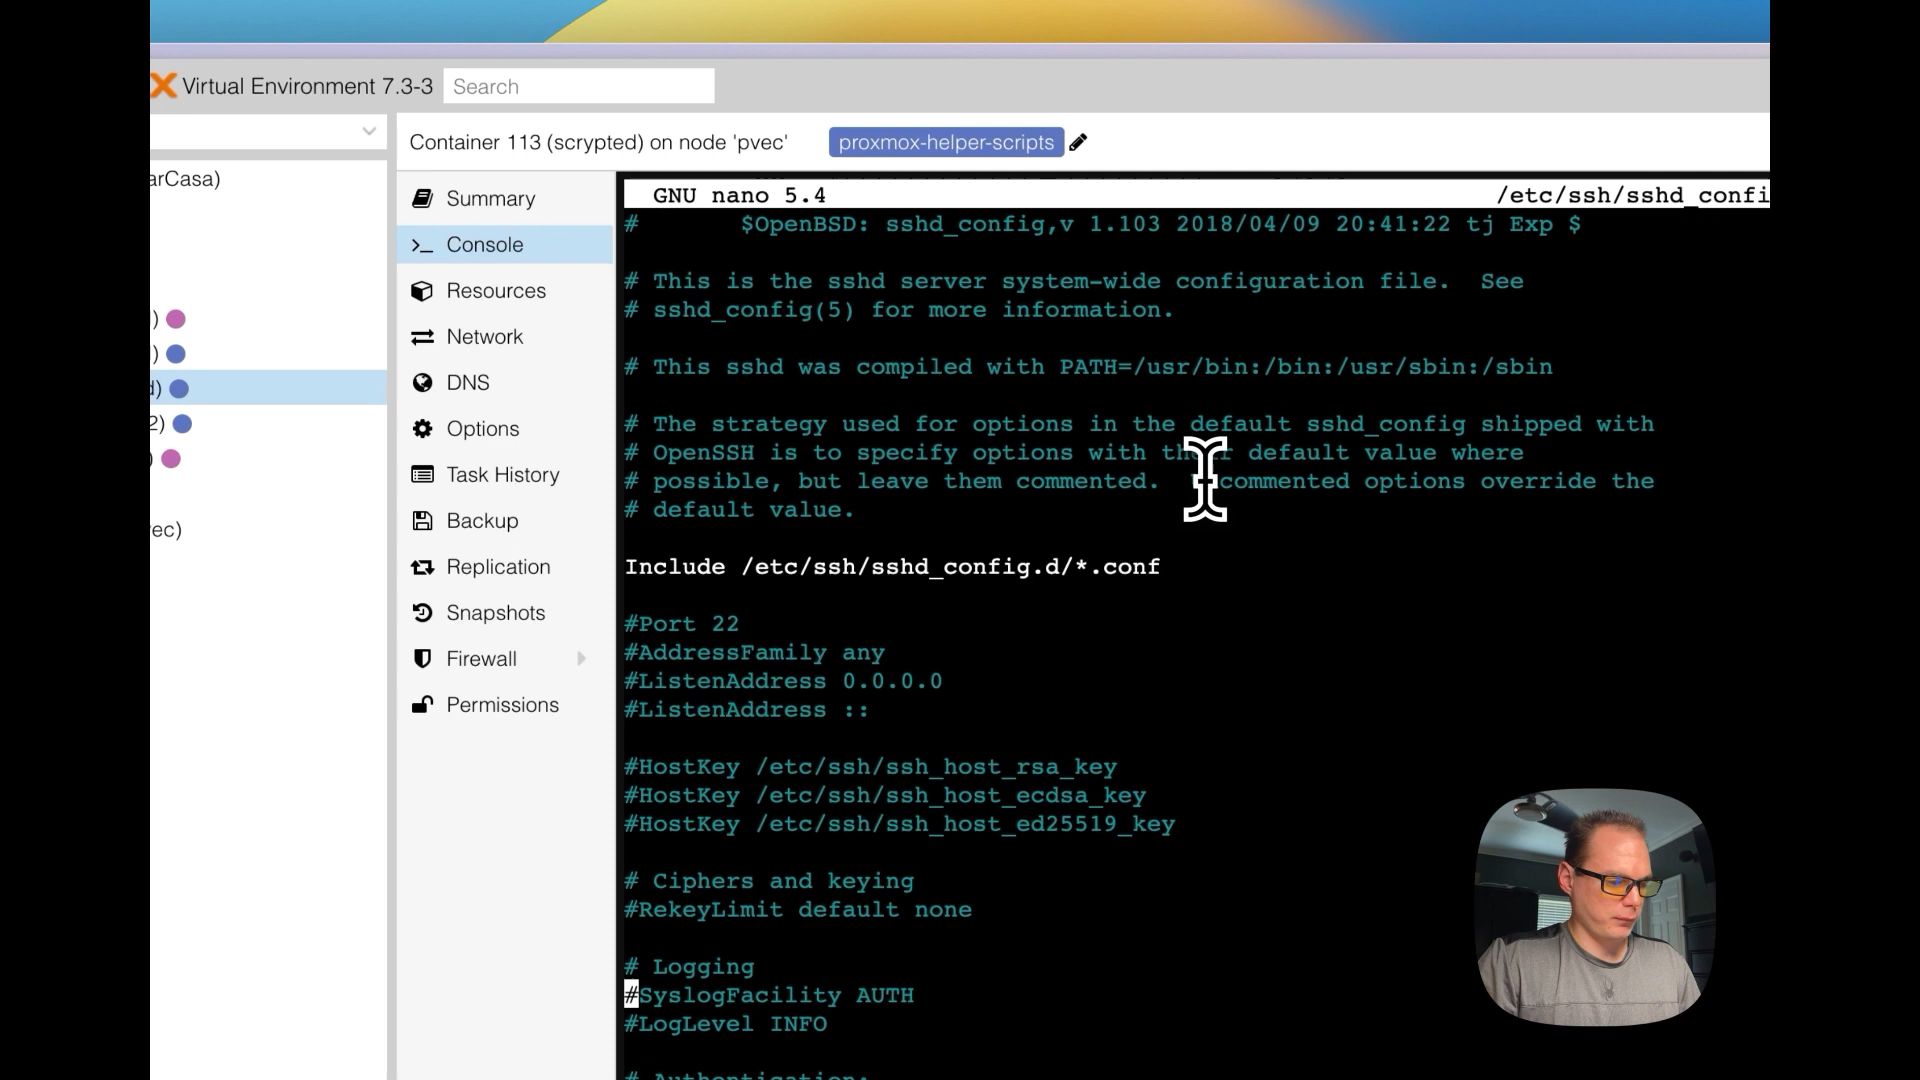 Virtual Environment 7.3-3 Search
Container 113 (scrypted) on node 'pvec' proxmox-helper-scripts
arCasa)
)
)
d)
2)
)
ec)
Summary
>_ Console
Resources
Network
DNS
Options
Task History
Backup
Replication
Snapshots
Firewall
Permissions
GNU nano 5.4 /etc/ssh/sshd_confi
# $OpenBSD: sshd_config,v 1.103 2018/04/09 20:41:22 tj Exp $
# This is the sshd server system-wide configuration file. See
# sshd_config(5) for more information.
# This sshd was compiled with PATH=/usr/bin:/bin:/usr/sbin:/sbin
# The strategy used for options in the default sshd_config shipped with
# OpenSSH is to specify options with their default value where
# possible, but leave them commented. Uncommented options override the
# default value.
Include /etc/ssh/sshd_config.d/*.conf
#Port 22
#AddressFamily any
#ListenAddress 0.0.0.0
#ListenAddress ::
#HostKey /etc/ssh/ssh_host_rsa_key
#HostKey /etc/ssh/ssh_host_ecdsa_key
#HostKey /etc/ssh/ssh_host_ed25519_key
# Ciphers and keying
#RekeyLimit default none
# Logging
#SyslogFacility AUTH
#LogLevel INFO
# Authentication: